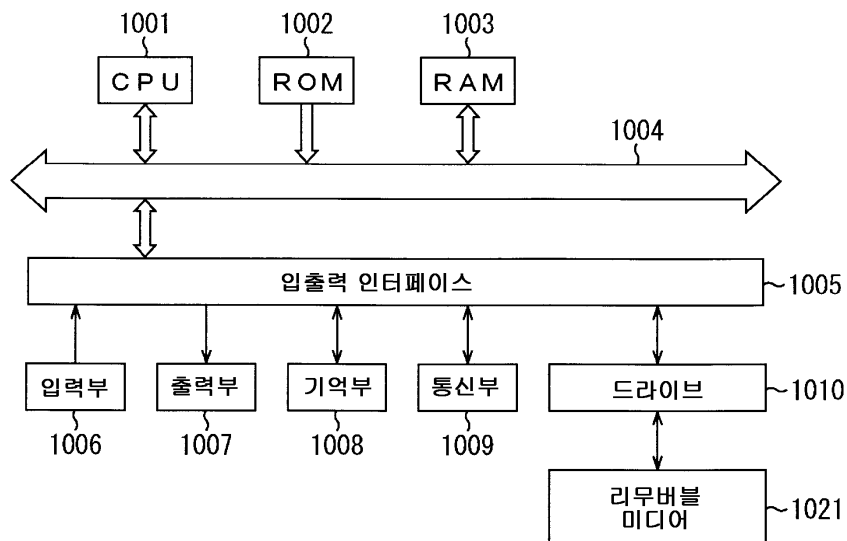 1001
1002
1003
CPU
ROM
RAM
1004
입출력 인터페이스
1005
입력부
출력부
기억부
통신부
드라이브
1010
1006
1007
1008
1009
리무버블
미디어
1021